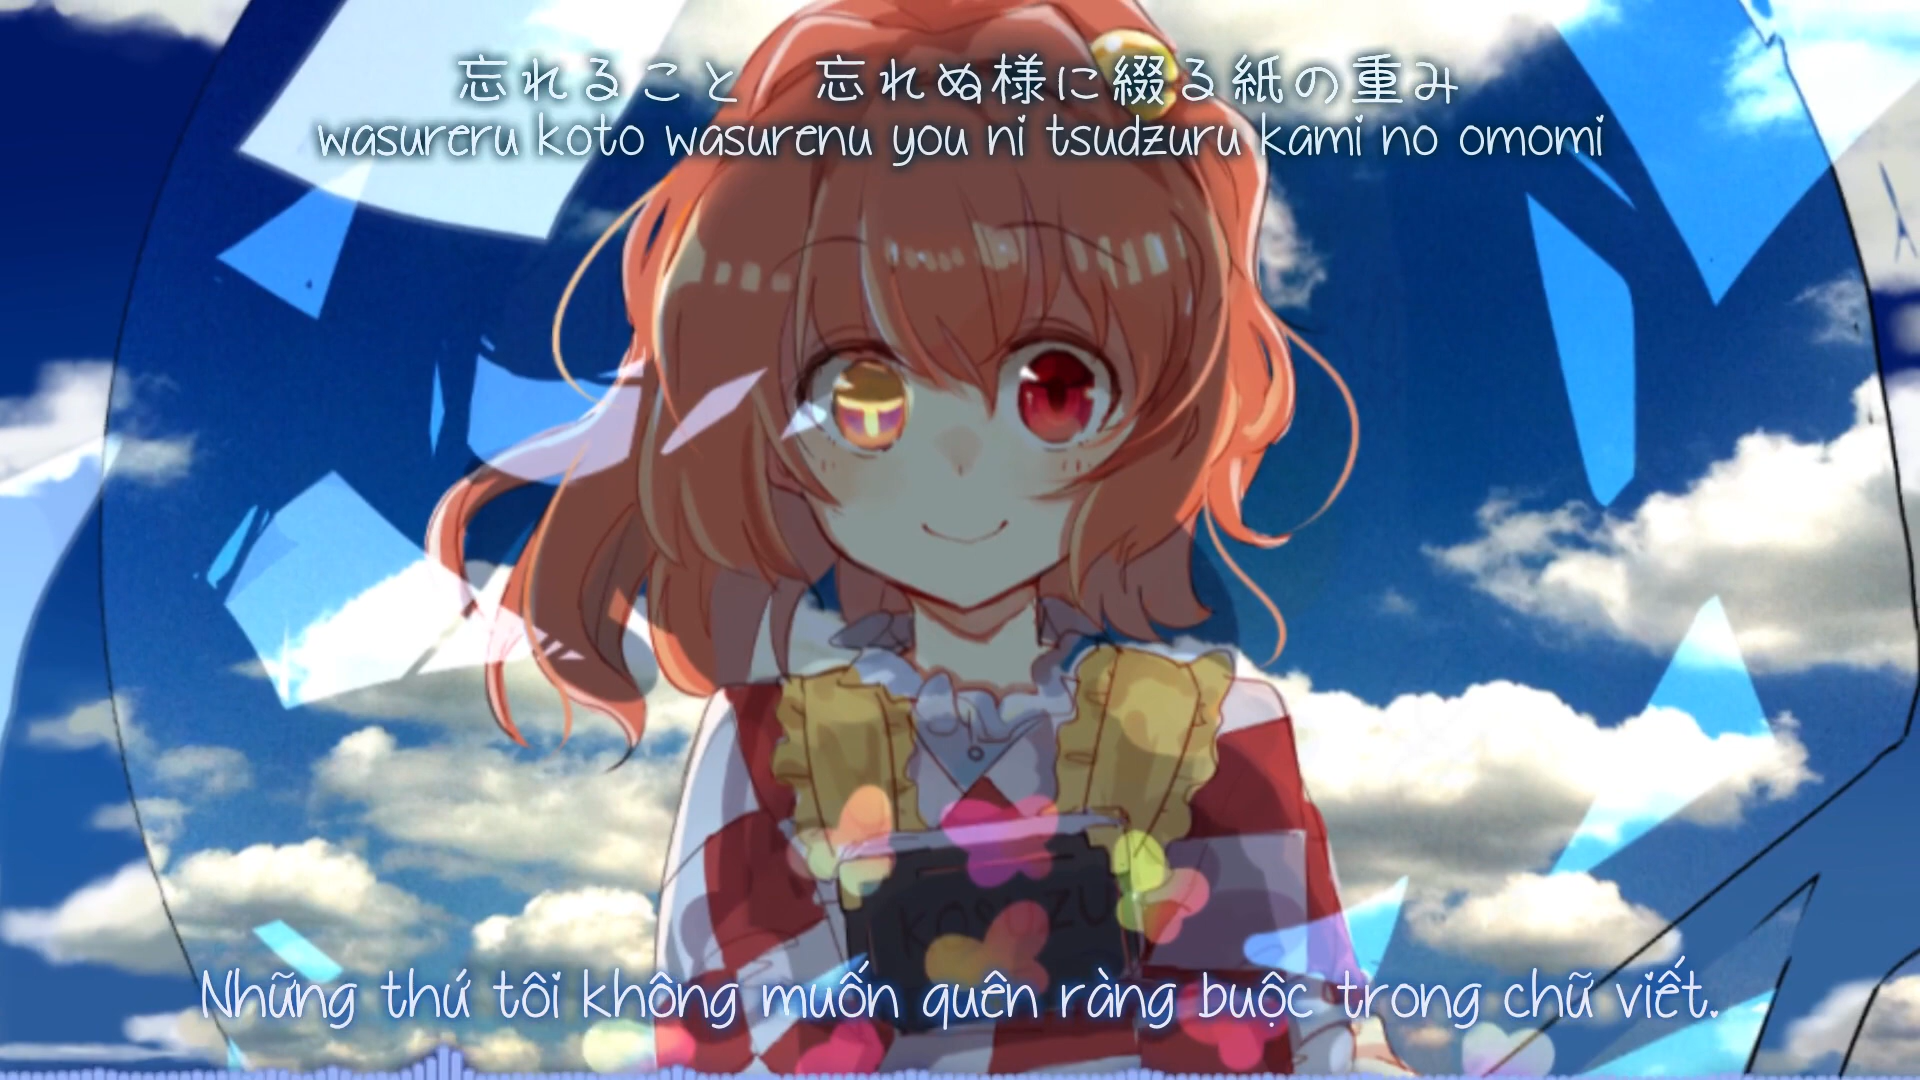 忘れること　忘れぬ様に綴る紙の重み
wasureru koto wasurenu you ni tsudzuru kami no omomi
Những thứ tôi không muốn quên ràng buộc trong chữ viết.